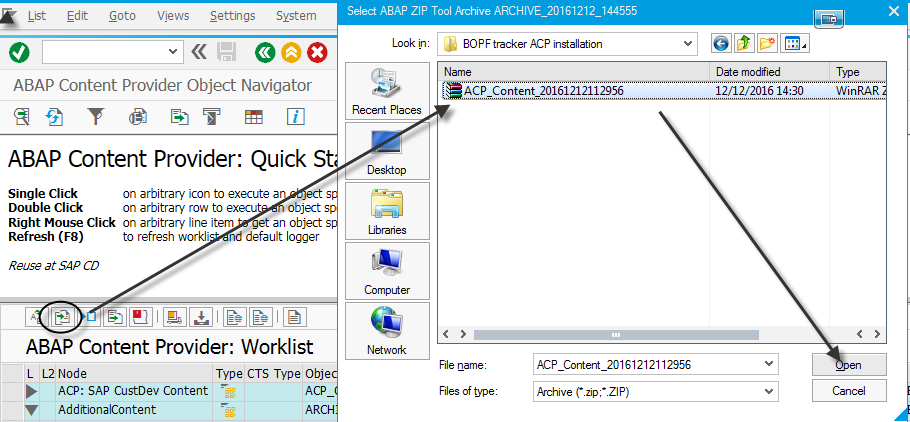 List Edit Goto Views Settings System
ABAP Content Provider Object Navigator
ABAP Content Provider: Quick Sta
Single Click on arbitrary icon to execute an object sp
Double Click on arbitrary row to execute an object spe
Right Mouse Click on arbitrary line item to get an object s
Refresh (F8) to refresh worklist and default logger
Reuse at SAP CD
ABAP Content Provider: Worklist
L L2 Node Type CTS Type Objec
ACP: SAP CustDev Content ACP_C
AdditionalContent ARCHI
Select ABAP ZIP Tool Archive ARCHIVE_20161212_144555
Look in: BOPF tracker ACP installation
Name Date modified Type
ACP_Content_20161212112956 12/12/2016 14:30 WinRAR Z
Recent Places
Desktop
Libraries
Computer
Network
File name: ACP_Content_20161212112956 Open
Files of type: Archive (*.zip;*.ZIP) Cancel